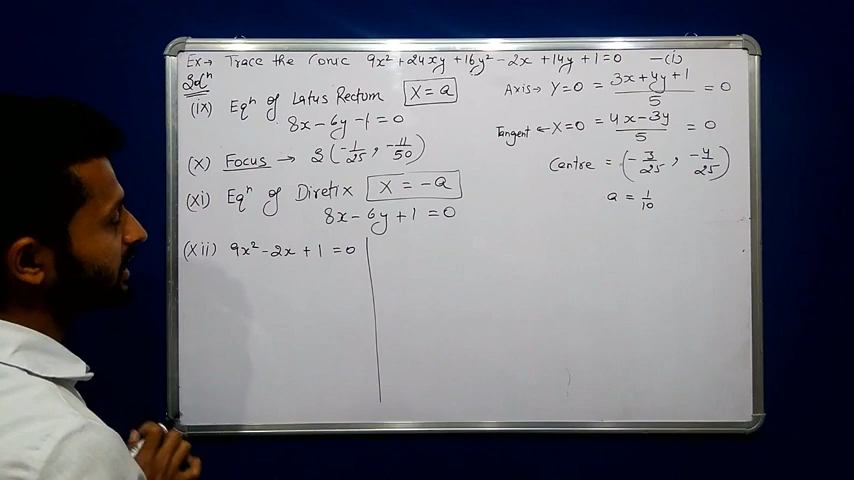 Ex→ Trace the Conic 9x² + 24xy + 16y² - 2x + 14y + 1 = 0 —(1)
Solⁿ
(ix) Eqⁿ of Latus Rectum X = a
8x - 6y - 1 = 0
(X) Focus → S (-1/25, -11/50)
(xi) Eqⁿ of Diretix X = -a
8x - 6y + 1 = 0
(Xii) 9x² - 2x + 1 = 0
Axis → Y=0 = 3x+4y+1/5 = 0
Tangent ← X=0 = 4x-3y/5 = 0
Centre = (-3/25, -4/25)
a = 1/10